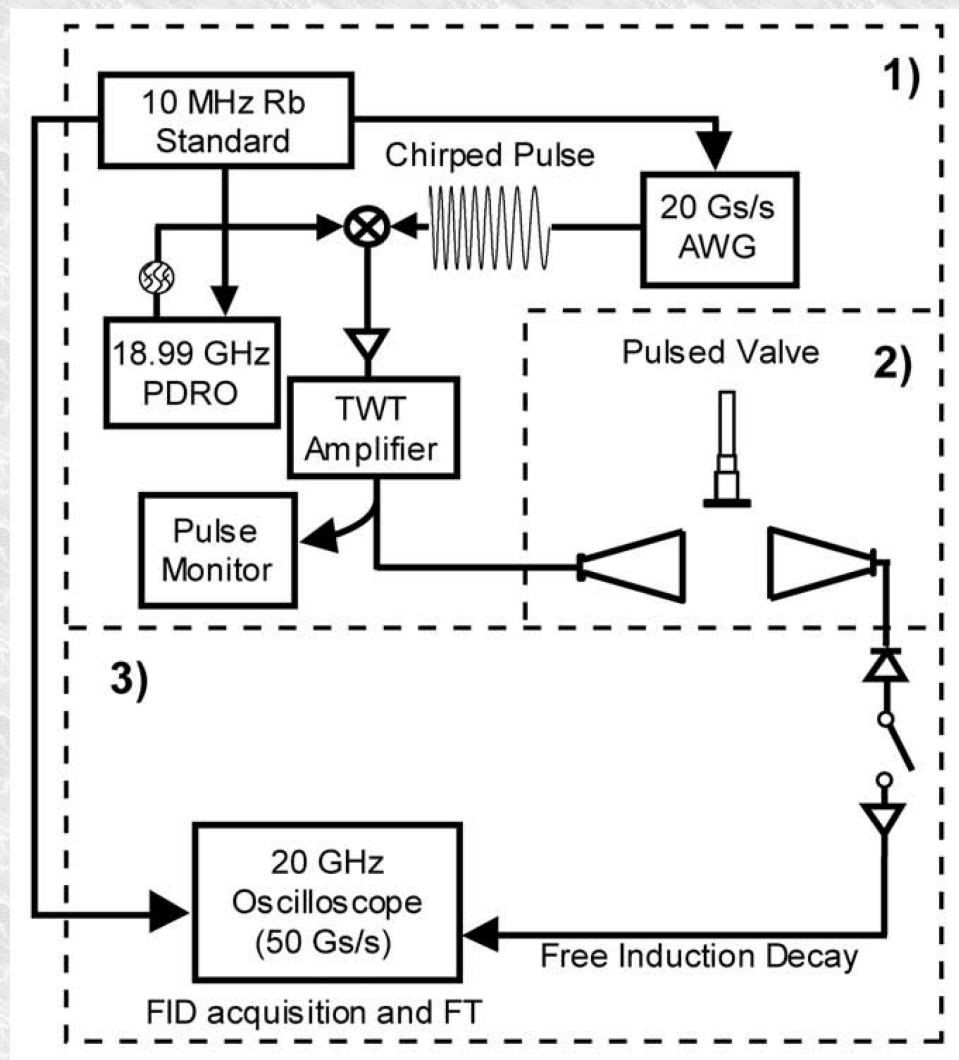 1)
10 MHz Rb
Standard
Chirped Pulse
20 Gs/s
AWG
18.99 GHz
PDRO
TWT
Amplifier
Pulse
Monitor
2)
Pulsed Valve
3)
20 GHz
Oscilloscope
(50 Gs/s)
Free Induction Decay
FID acquisition and FT